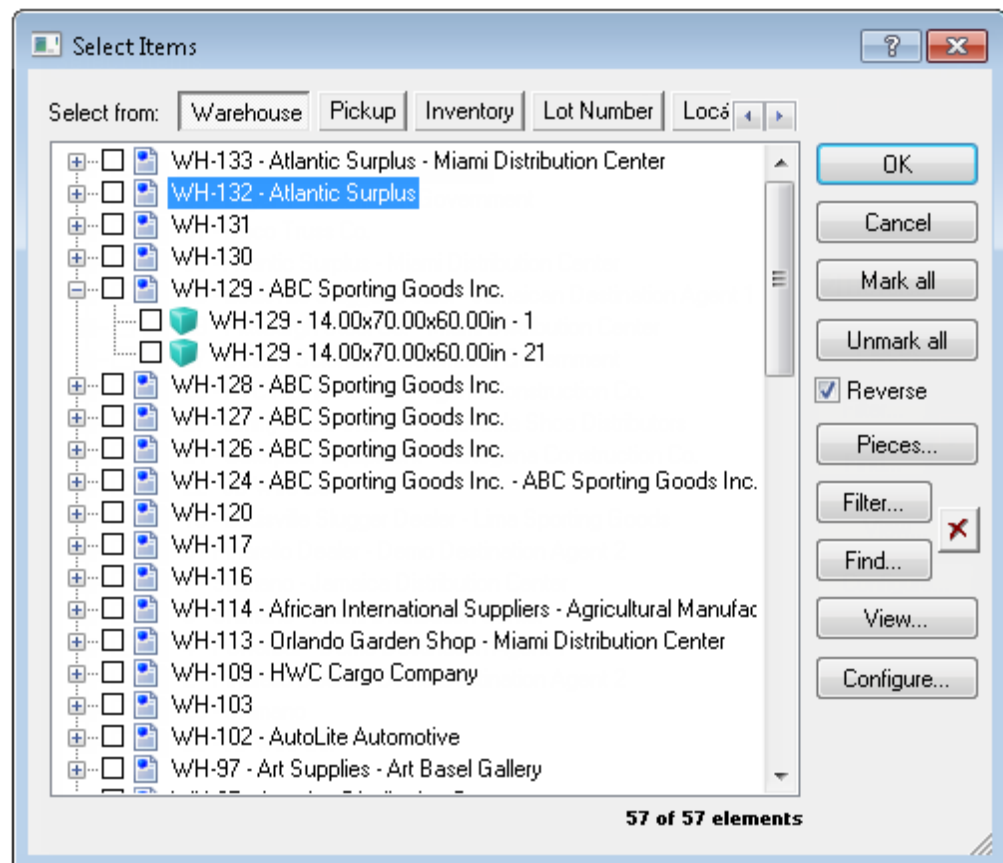 Select Items
Select from: Warehouse Pickup Inventory Lot Number Loca
WH-133 - Atlantic Surplus - Miami Distribution Center
WH-132 - Atlantic Surplus
WH-131
WH-130
WH-129 - ABC Sporting Goods Inc.
WH-129 - 14.00x70.00x60.00in - 1
WH-129 - 14.00x70.00x60.00in - 21
WH-128 - ABC Sporting Goods Inc.
WH-127 - ABC Sporting Goods Inc.
WH-126 - ABC Sporting Goods Inc.
WH-124 - ABC Sporting Goods Inc. - ABC Sporting Goods Inc.
WH-120
WH-117
WH-116
WH-114 - African International Suppliers - Agricultural Manufac
WH-113 - Orlando Garden Shop - Miami Distribution Center
WH-109 - HWC Cargo Company
WH-103
WH-102 - AutoLite Automotive
WH-97 - Art Supplies - Art Basel Gallery
57 of 57 elements
OK
Cancel
Mark all
Unmark all
Reverse
Pieces...
Filter...
Find...
View...
Configure...